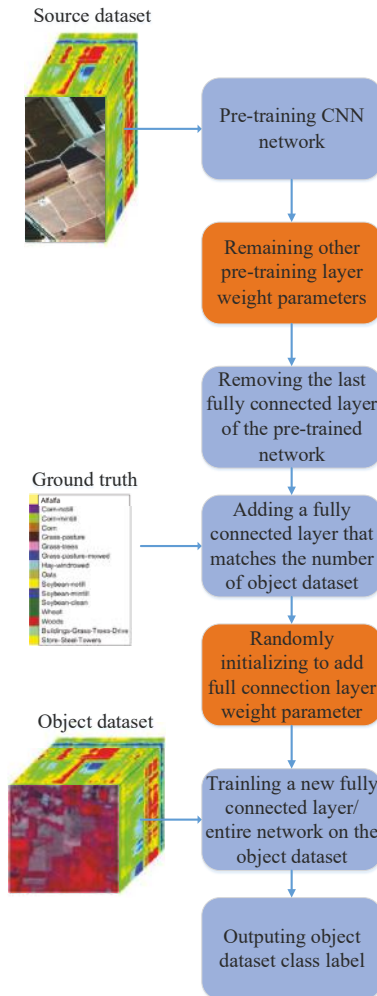 Source dataset
Pre-training CNN
network
Remaining other
pre-training layer
weight parameters
Removing the last
fully connected layer
of the pre-trained
network
Ground truth
Alfalfa
Corn-notill
Corn-mintill
Corn
Grass-pasture
Grass-trees
Grass-pasture-mowed
Hay-windrowed
Oats
Soybean-notill
Soybean-mintill
Soybean-clean
Wheat
Woods
Buildings-Grass-Trees-Drive
Store-Steel-Towers
Adding a fully
connected layer that
matches the number
of object dataset
Randomly
initializing to add
full connection layer
weight parameter
Object dataset
Trainling a new fully
connected layer/
entire network on the
object dataset
Outputing object
dataset class label